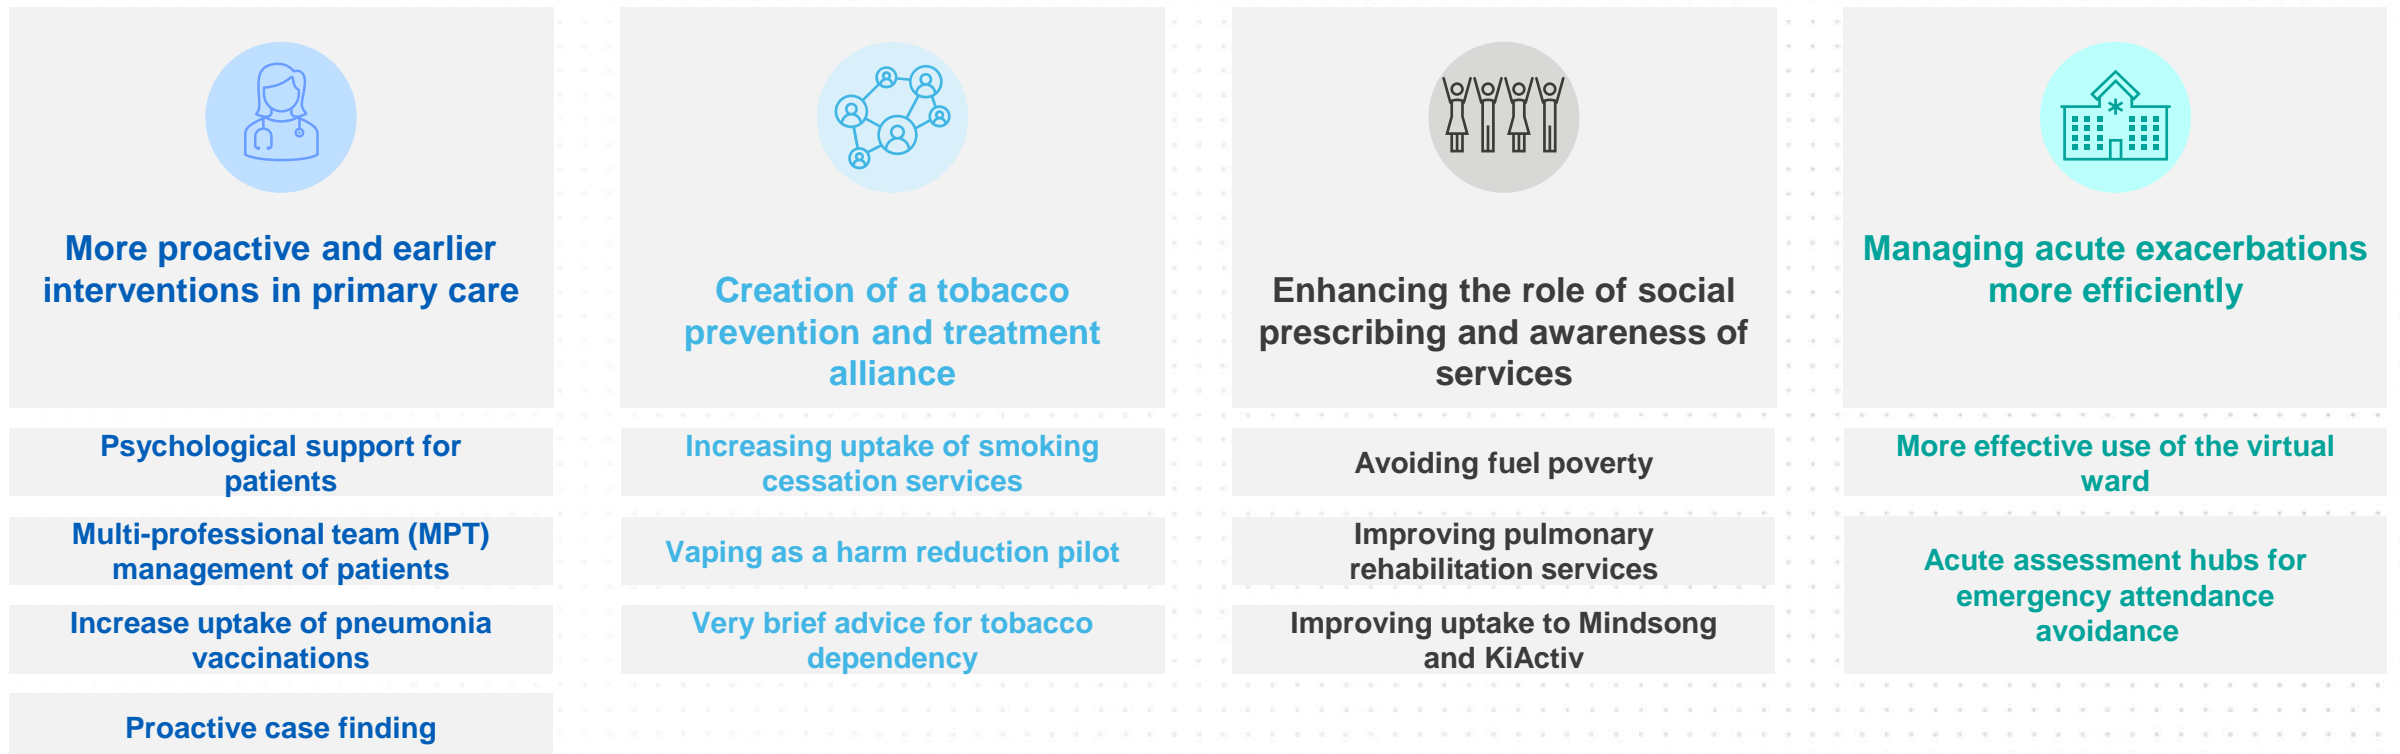 More proactive and earlier
interventions in primary care
Psychological support for
patients
Multi-professional team (MPT)
management of patients
Increase uptake of pneumonia
vaccinations
Proactive case finding
Creation of a tobacco
prevention and treatment
alliance
Increasing uptake of smoking
cessation services
Vaping as a harm reduction pilot
Very brief advice for tobacco
dependency
Enhancing the role of social
prescribing and awareness of
services
Avoiding fuel poverty
Improving pulmonary
rehabilitation services
Improving uptake to Mindsong
and KiActiv
Managing acute exacerbations
more efficiently
More effective use of the virtual
ward
Acute assessment hubs for
emergency attendance
avoidance